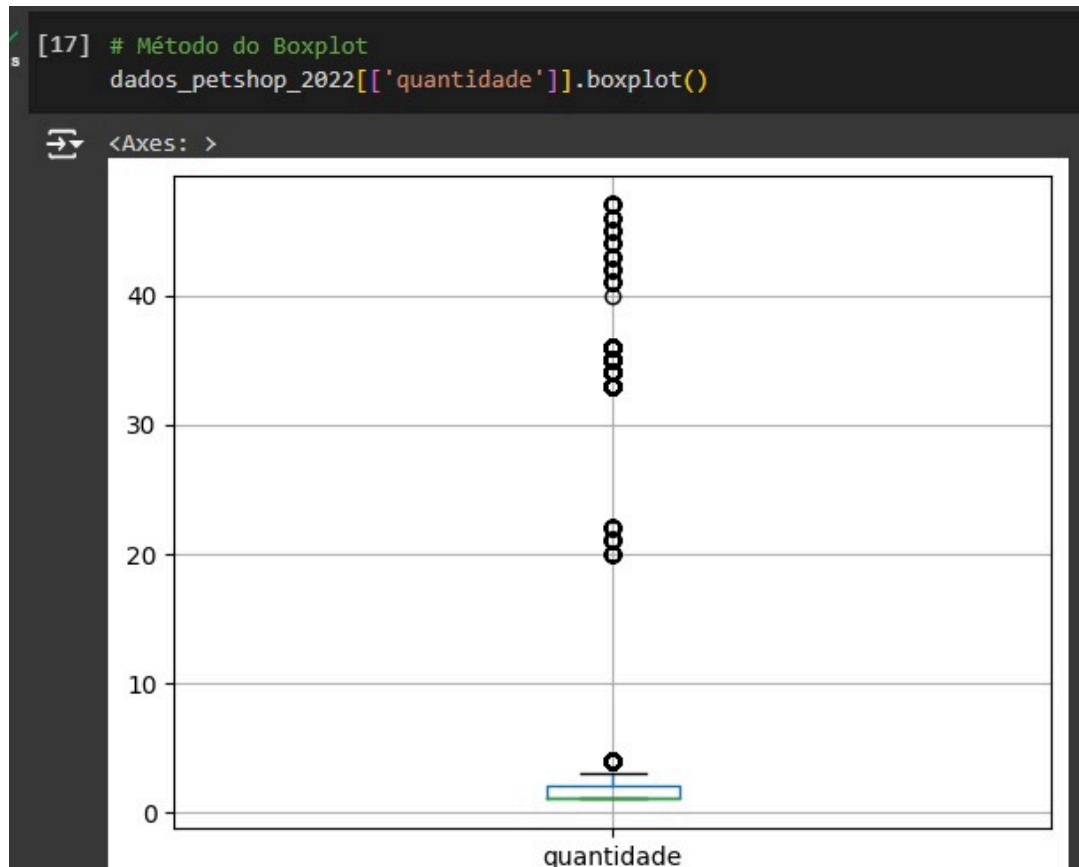 [17] # Método do Boxplot
s
dados_petshop_2022[['quantidade']].boxplot()
<Axes: >
40
30
20
10
0
quantidade